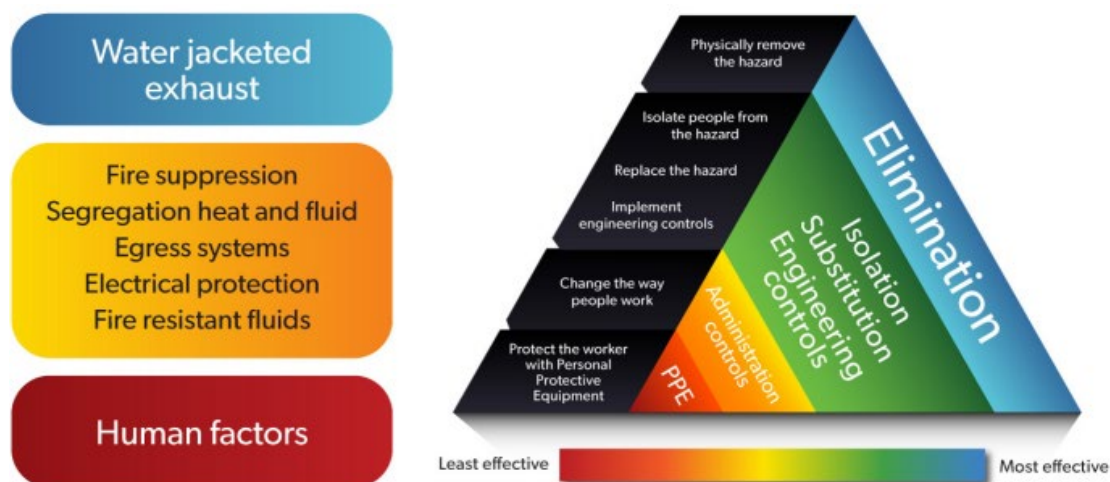 Water jacketed
exhaust
Fire suppression
Segregation heat and fluid
Egress systems
Electrical protection
Fire resistant fluids
Human factors
Physically remove
the hazard
Isolate people from
the hazard
Replace the hazard
Implement
engineering controls
Change the way
people work
Protect the worker
with Personal
Protective
Equipment
Elimination
Isolation
Substitution
Engineering
controls
Administration
controls
PPE
Least effective
Most effective